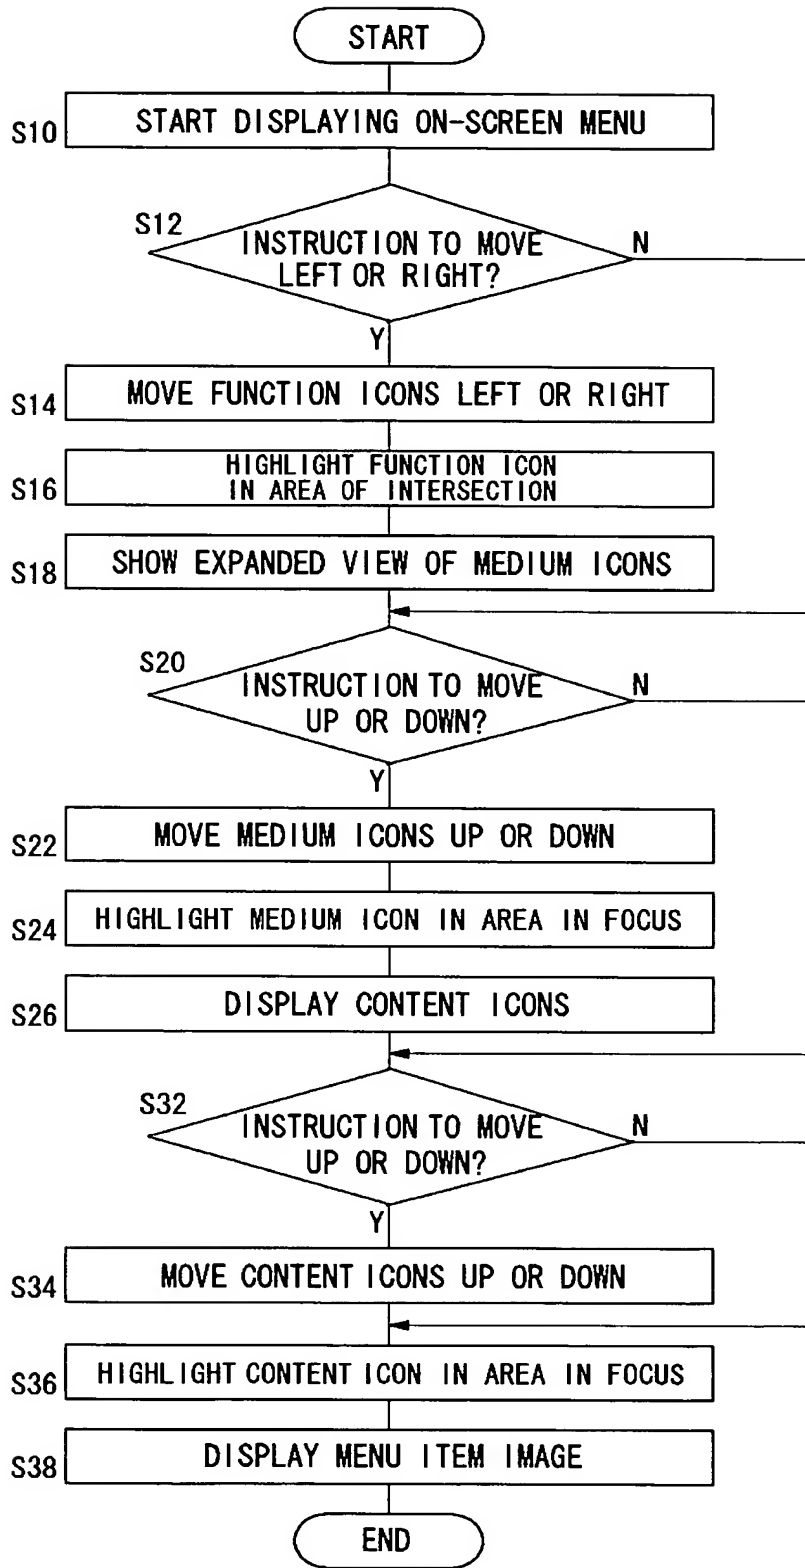 START
S10
START DISPLAYING ON-SCREEN MENU
S12
INSTRUCTION TO MOVE
LEFT OR RIGHT?
N
Y
S14
MOVE FUNCTION ICONS LEFT OR RIGHT
S16
HIGHLIGHT FUNCTION ICON
IN AREA OF INTERSECTION
S18
SHOW EXPANDED VIEW OF MEDIUM ICONS
S20
INSTRUCTION TO MOVE
UP OR DOWN?
N
Y
S22
MOVE MEDIUM ICONS UP OR DOWN
S24
HIGHLIGHT MEDIUM ICON IN AREA IN FOCUS
S26
DISPLAY CONTENT ICONS
S32
INSTRUCTION TO MOVE
UP OR DOWN?
N
Y
S34
MOVE CONTENT ICONS UP OR DOWN
S36
HIGHLIGHT CONTENT ICON IN AREA IN FOCUS
S38
DISPLAY MENU ITEM IMAGE
END